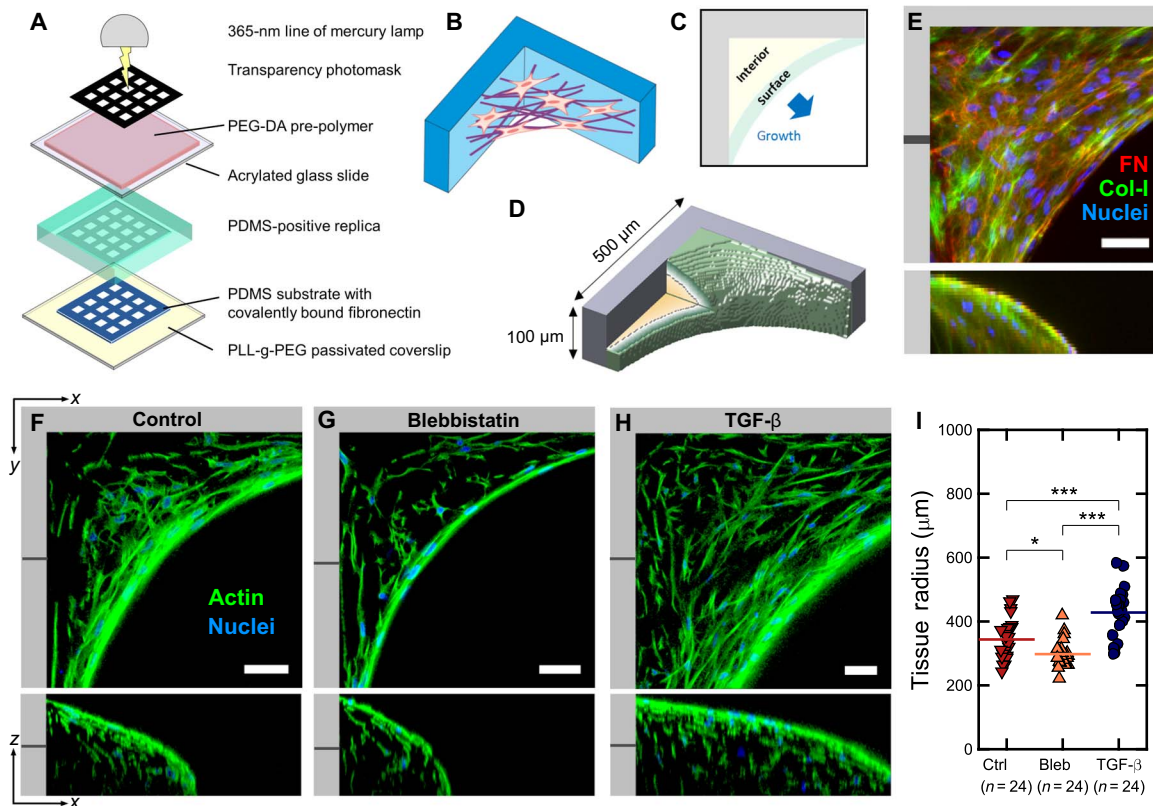 A
365-nm line of mercury lamp
Transparency photomask
PEG-DA pre-polymer
Acrylated glass slide
PDMS-positive replica
PDMS substrate with
covalently bound fibronectin
PLL-g-PEG passivated coverslip
B
C
Interior
Surface
Growth
D
500 μm
100 μm
E
FN
Col-I
Nuclei
x
y
F
Control
Actin
Nuclei
G
Blebbistatin
H
TGF-β
z
x
I
Tissue radius (μm)
1000
800
600
400
200
0
***
***
*
Ctrl
Bleb
TGF-β
(n = 24)
(n = 24)
(n = 24)